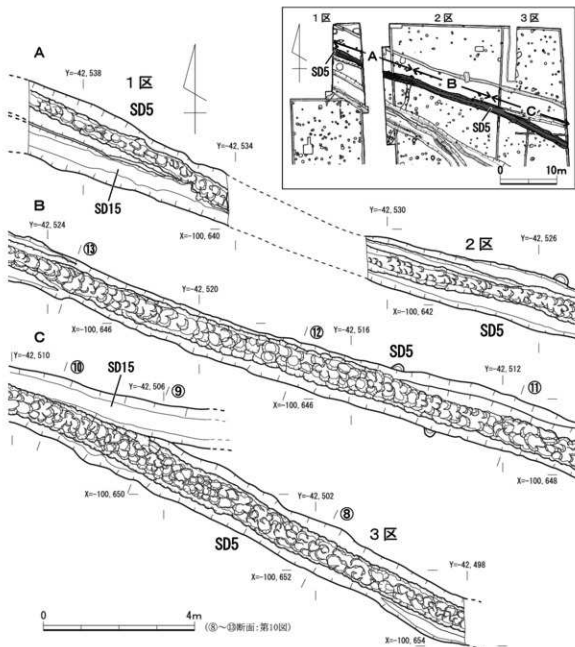 A
Y=-42, 538
1区
SD5
Y=-42, 534
SD15
X=-100, 640
1区
2区
3区
A
SD5
B
C
SD5
0
10m
B
Y=-42, 524
⑬
Y=-42, 530
2区
Y=-42, 526
Y=-42, 520
X=-100, 642
SD5
X=-100, 646
⑫
Y=-42, 516
SD5
Y=-42, 512
⑪
X=-100, 646
X=-100, 648
C
Y=-42, 510
⑩
SD15
Y=-42, 506
⑨
Y=-42, 502
⑧
3区
X=-100, 650
SD5
Y=-42, 498
X=-100, 652
X=-100, 654
0
4m
(⑧~⑬断面:第10図)